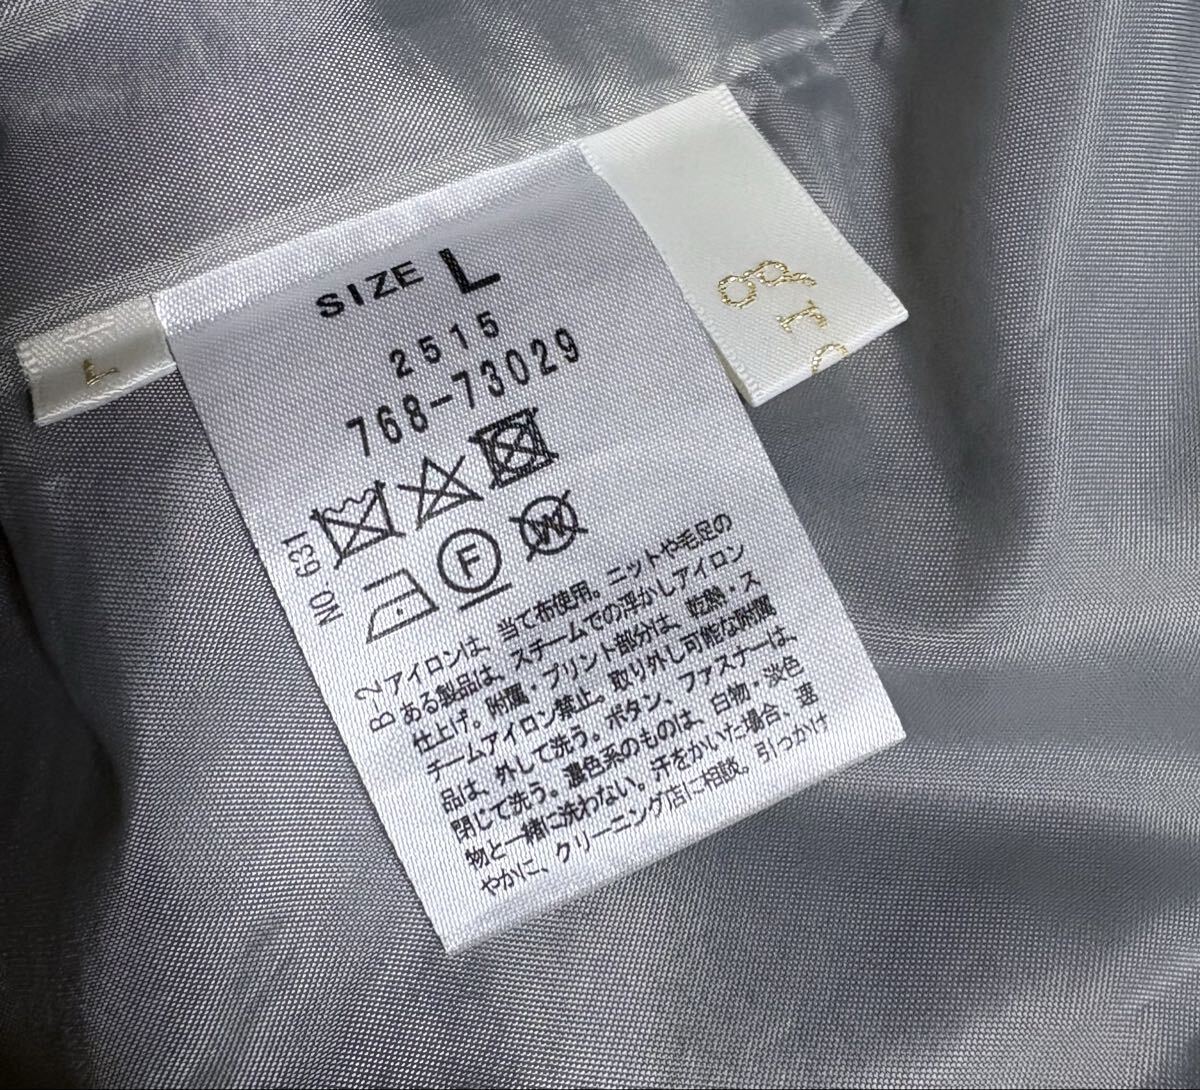 SIZE L
2515
768-73029
NO.631
F
W
B-2
アイロンは、当て布使用。ニットや毛足の
ある製品は、スチームでの浮かしアイロン
仕上げ。附属・プリント部分は、乾熱・ス
チームアイロン禁止。取り外し可能な附属
品は、外して洗う。ボタン、ファスナーは、
閉じて洗う。濃色系のものは、白物・淡色
物と一緒に洗わない。汗をかいた場合、亟
やかに、クリーニング店に相談。引っかけ
gr